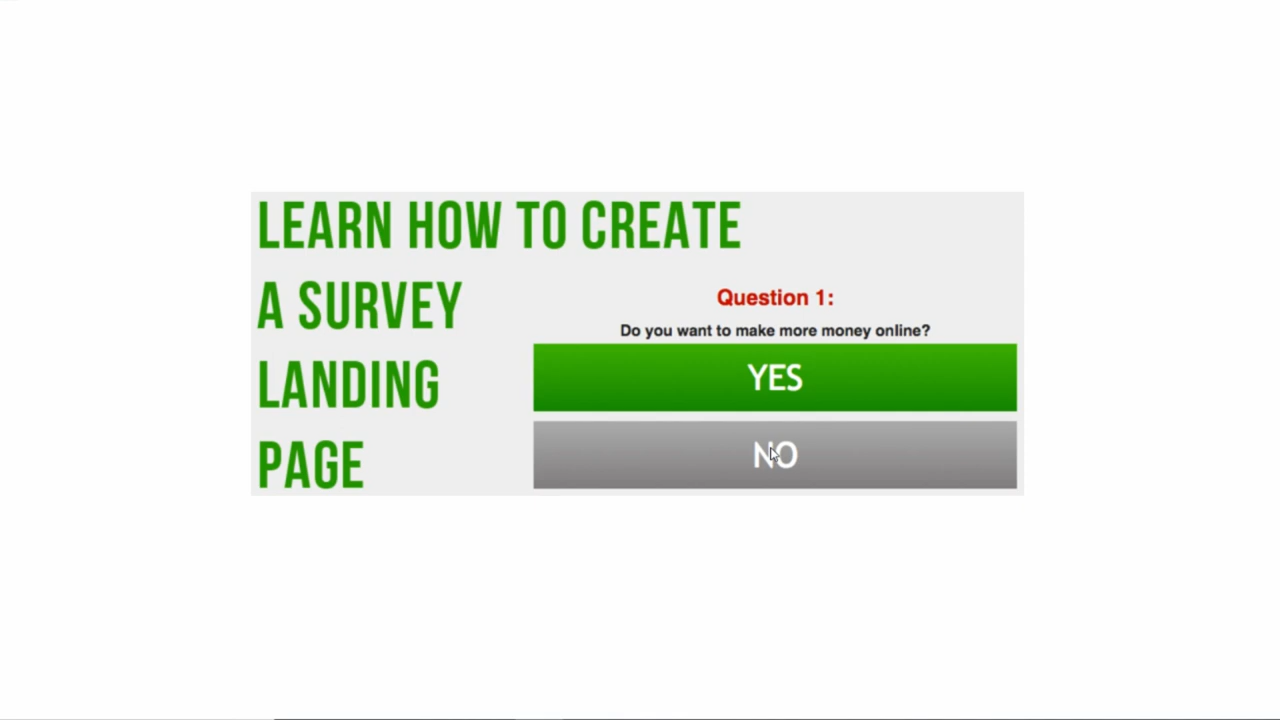 LEARN HOW TO CREATE
A SURVEY
LANDING
PAGE
Question 1:
Do you want to make more money online?
YES
NO